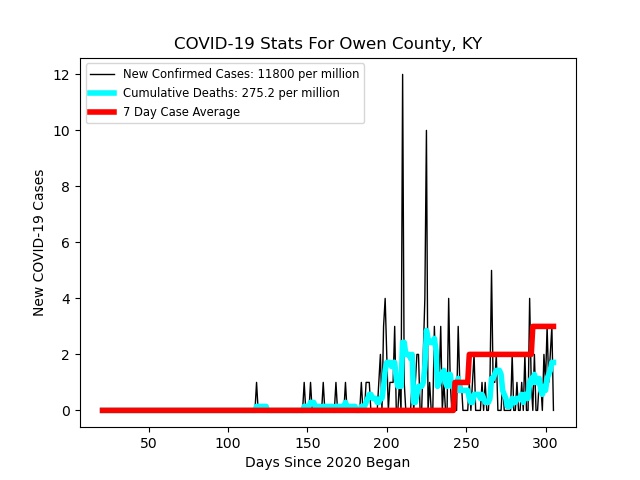 COVID-19 Stats For Owen County, KY
New Confirmed Cases: 11800 per million
Cumulative Deaths: 275.2 per million
7 Day Case Average
New COVID-19 Cases
12
10
8
6
4
2
0
50 100 150 200 250 300
Days Since 2020 Began